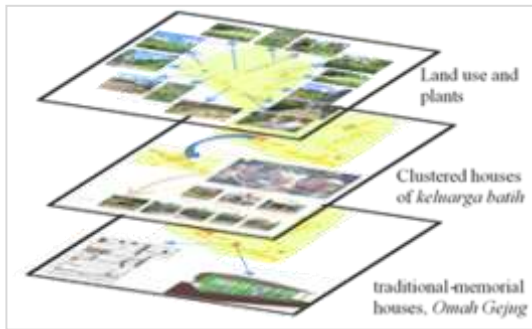 Land use and
plants
Clustered houses
of keluarga batih
traditional-memorial
houses, Omah Gejug